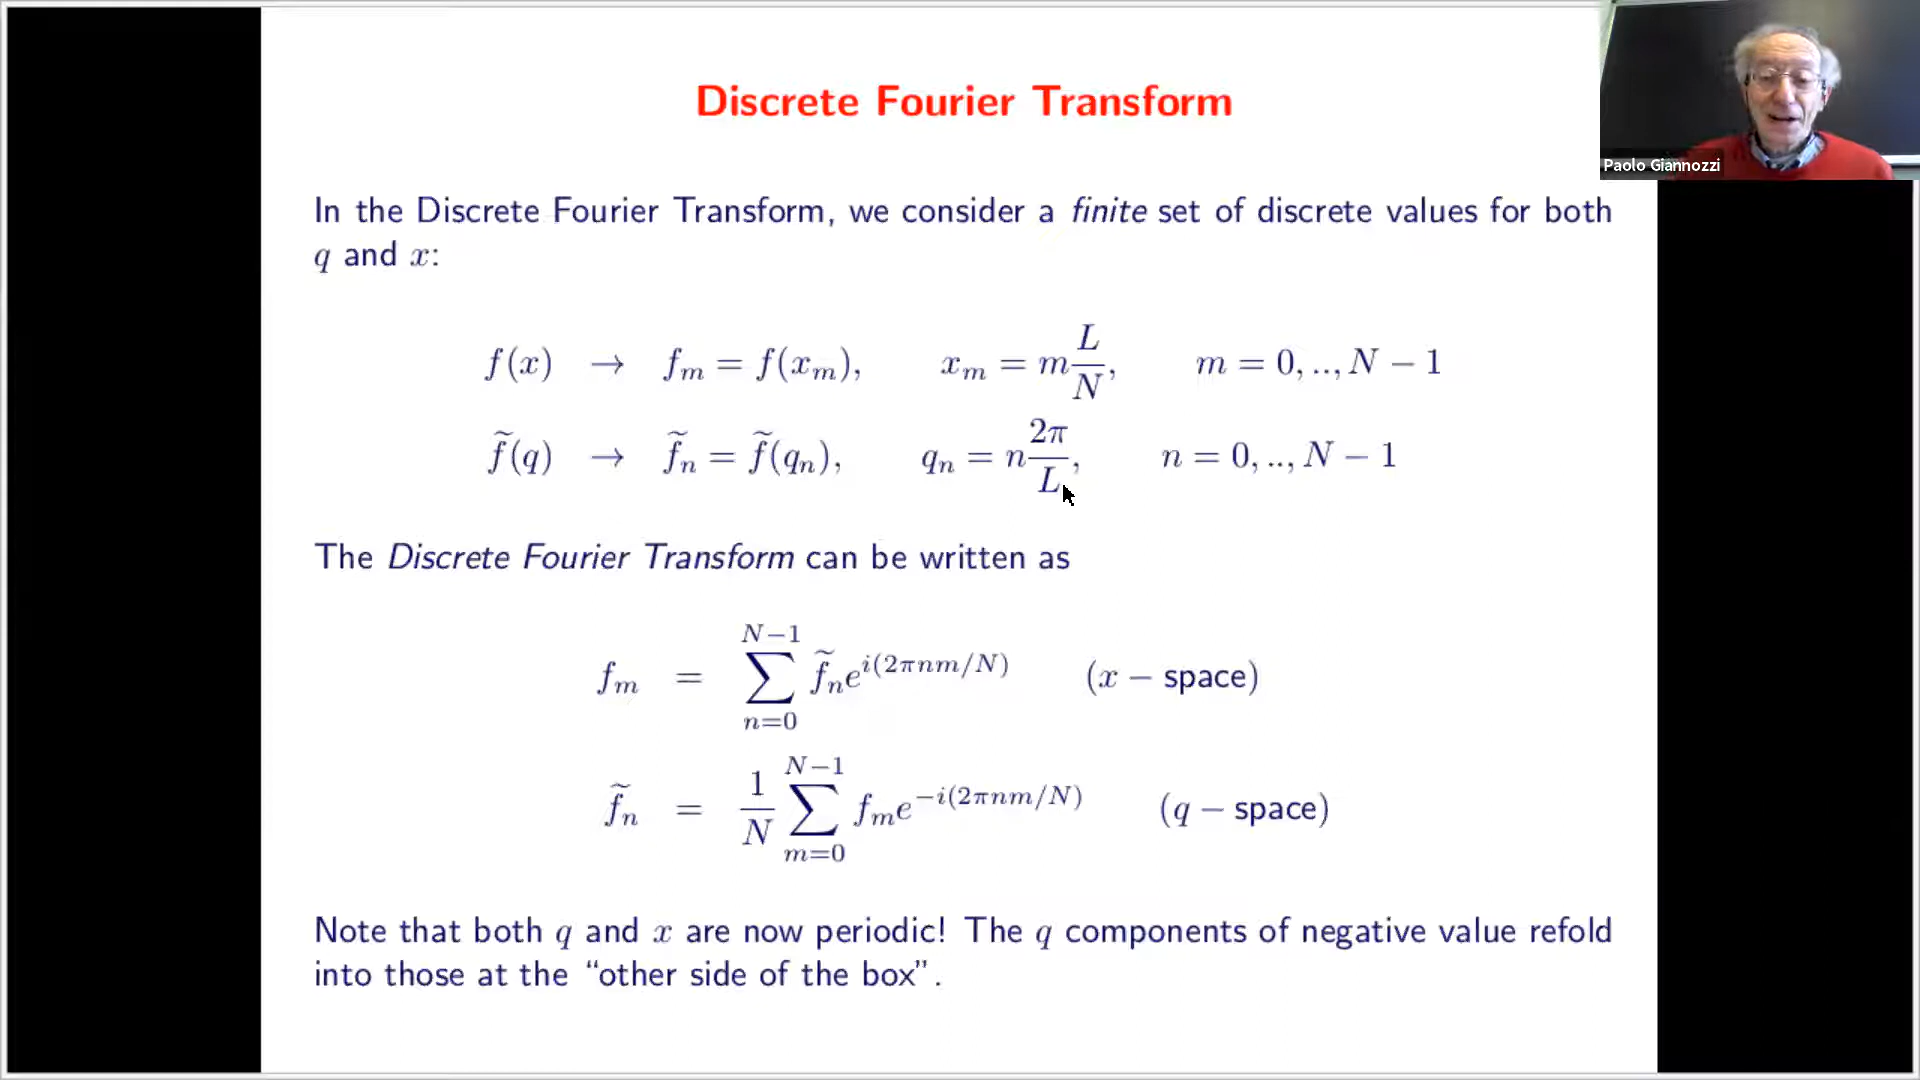 Discrete Fourier Transform
Paolo Giannozzi
In the Discrete Fourier Transform, we consider a finite set of discrete values for both
q and x:
f(x) → f_m = f(x_m), x_m = m L/N, m = 0, .., N − 1
f̃(q) → f̃_n = f̃(q_n), q_n = n 2π/L, n = 0, .., N − 1
The Discrete Fourier Transform can be written as
f_m = ∑_{n=0}^{N−1} f̃_n e^{i(2πnm/N)} (x − space)
f̃_n = 1/N ∑_{m=0}^{N−1} f_m e^{−i(2πnm/N)} (q − space)
Note that both q and x are now periodic! The q components of negative value refold
into those at the “other side of the box”.